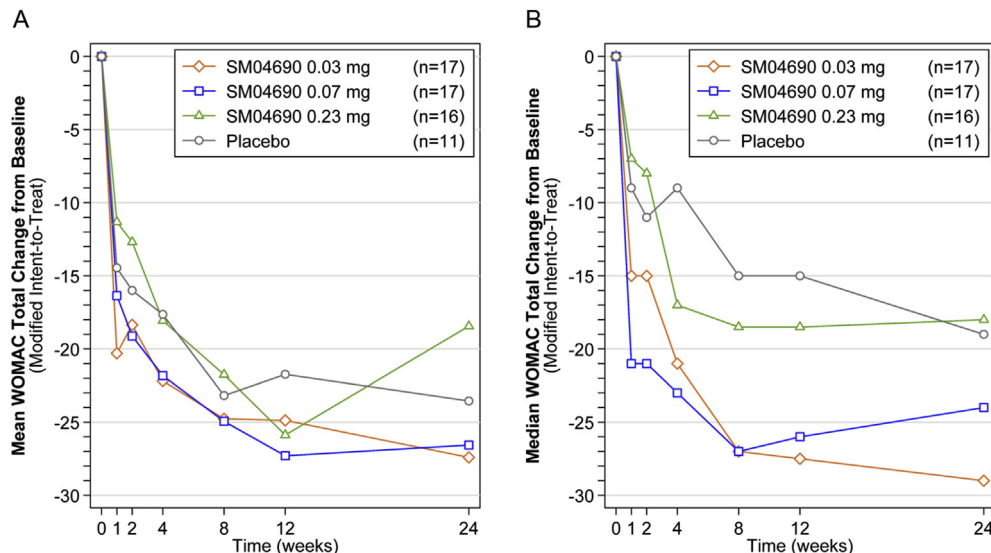 A
Mean WOMAC Total Change from Baseline
(Modified Intent-to-Treat)
0
-5
-10
-15
-20
-25
-30
SM04690 0.03 mg (n=17)
SM04690 0.07 mg (n=17)
SM04690 0.23 mg (n=16)
Placebo (n=11)
0 1 2 4 8 12 24
Time (weeks)
B
Median WOMAC Total Change from Baseline
(Modified Intent-to-Treat)
0
-5
-10
-15
-20
-25
-30
SM04690 0.03 mg (n=17)
SM04690 0.07 mg (n=17)
SM04690 0.23 mg (n=16)
Placebo (n=11)
0 1 2 4 8 12 24
Time (weeks)